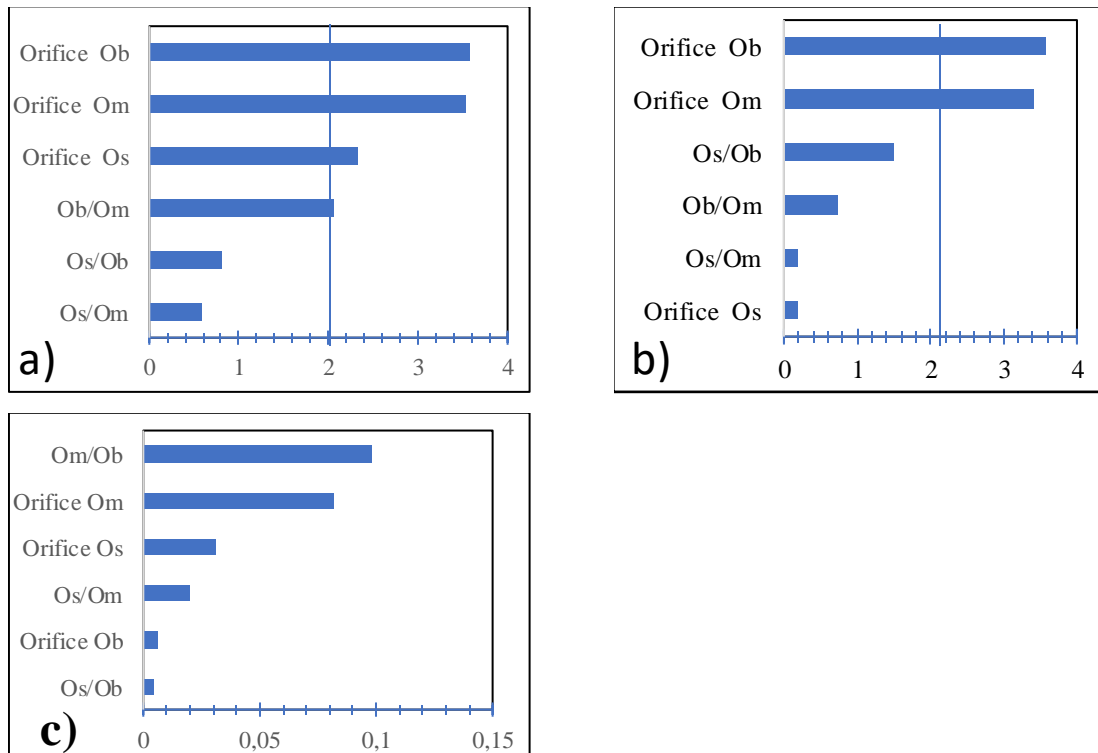 Orifice Ob
Orifice Om
Orifice Os
Ob/Om
Os/Ob
Os/Om
0 1 2 3 4
a)
Orifice Ob
Orifice Om
Os/Ob
Ob/Om
Os/Om
Orifice Os
0 1 2 3 4
b)
Om/Ob
Orifice Om
Orifice Os
Os/Om
Orifice Ob
Os/Ob
0 0,05 0,1 0,15
c)